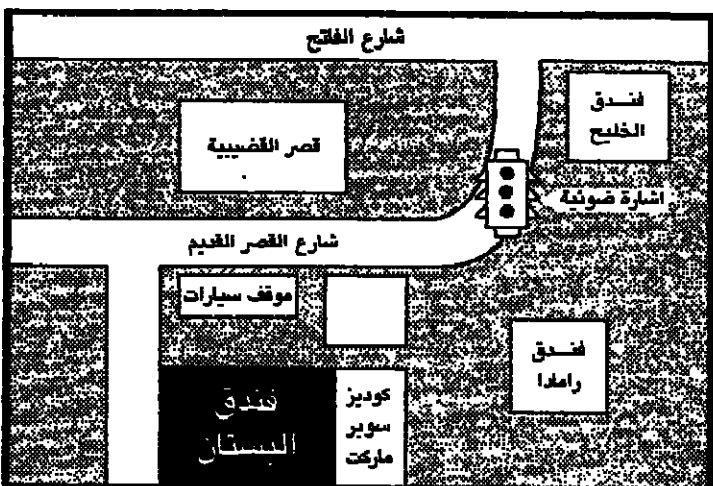 شارع الفاتح
فندق
الخليج
قصر القضيبية
اشارة ضوئية
شارع القصر القديم
موقف سيارات
فندق
رامادا
كوديز
سوبر
ماركت
فندق
البستان